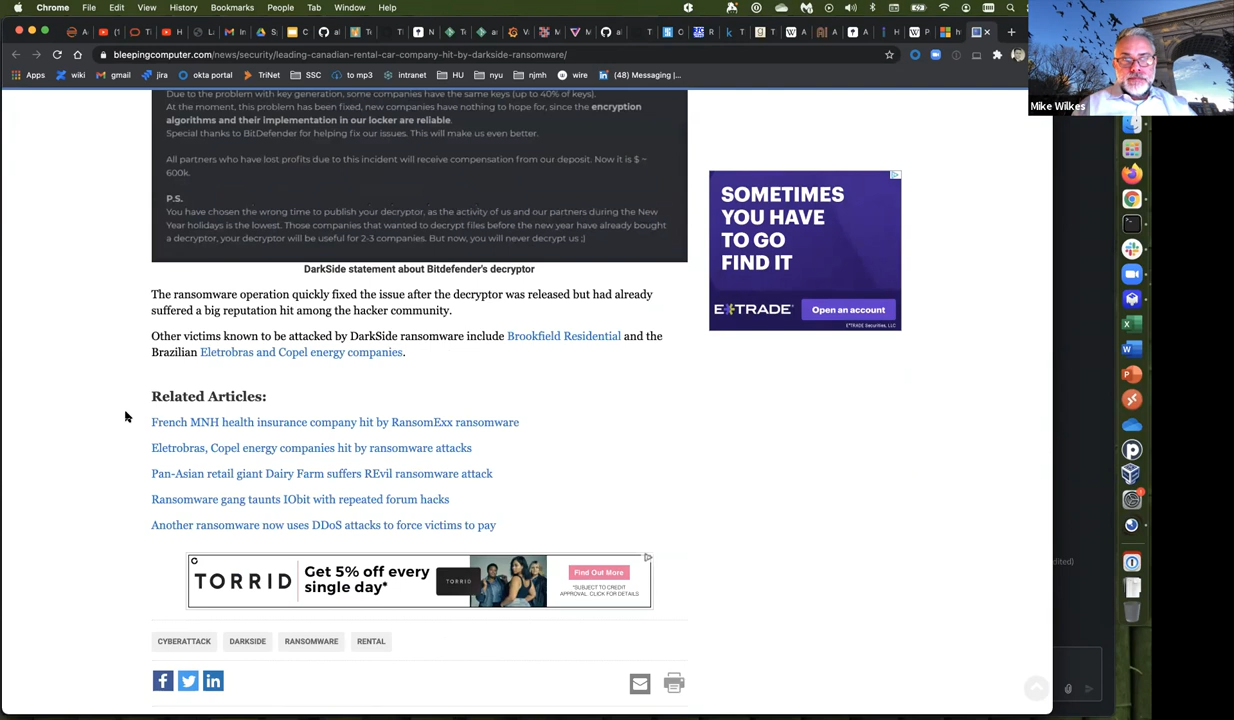 Chrome File Edit View History Bookmarks People Tab Window Help
bleepingcomputer.com/news/security/leading-canadian-rental-car-company-hit-by-darkside-ransomware/
Apps wiki gmail jira okta portal TriNet SSC to mp3 intranet HU nyu njmh wire (48) Messaging |...
Mike Wilkes
Due to the problem with key generation, some companies have the same keys (up to 40% of keys).
At the moment, this problem has been fixed, new companies have nothing to hope for, since the encryption
algorithms and their implementation in our locker are reliable.
Special thanks to BitDefender for helping fix our issues. This will make us even better.
All partners who have lost profits due to this incident will receive compensation from our deposit. Now it is $ ~
600k.
P.S.
You have chosen the wrong time to publish your decryptor, as the activity of us and our partners during the New
Year holidays is the lowest. Those companies that wanted to decrypt files before the new year have already bought
a decryptor, your decryptor will be useful for 2-3 companies. But now, you will never decrypt us ;)
DarkSide statement about Bitdefender's decryptor
The ransomware operation quickly fixed the issue after the decryptor was released but had already
suffered a big reputation hit among the hacker community.
Other victims known to be attacked by DarkSide ransomware include Brookfield Residential and the
Brazilian Eletrobras and Copel energy companies.
SOMETIMES
YOU HAVE
TO GO
FIND IT
E*TRADE Open an account
E*TRADE Securities, LLC
Related Articles:
French MNH health insurance company hit by RansomExx ransomware
Eletrobras, Copel energy companies hit by ransomware attacks
Pan-Asian retail giant Dairy Farm suffers REvil ransomware attack
Ransomware gang taunts IObit with repeated forum hacks
Another ransomware now uses DDoS attacks to force victims to pay
TORRID
Get 5% off every
single day*
TORRID
Find Out More
*SUBJECT TO CREDIT
APPROVAL. CLICK FOR DETAILS
CYBERATTACK DARKSIDE RANSOMWARE RENTAL
dited)